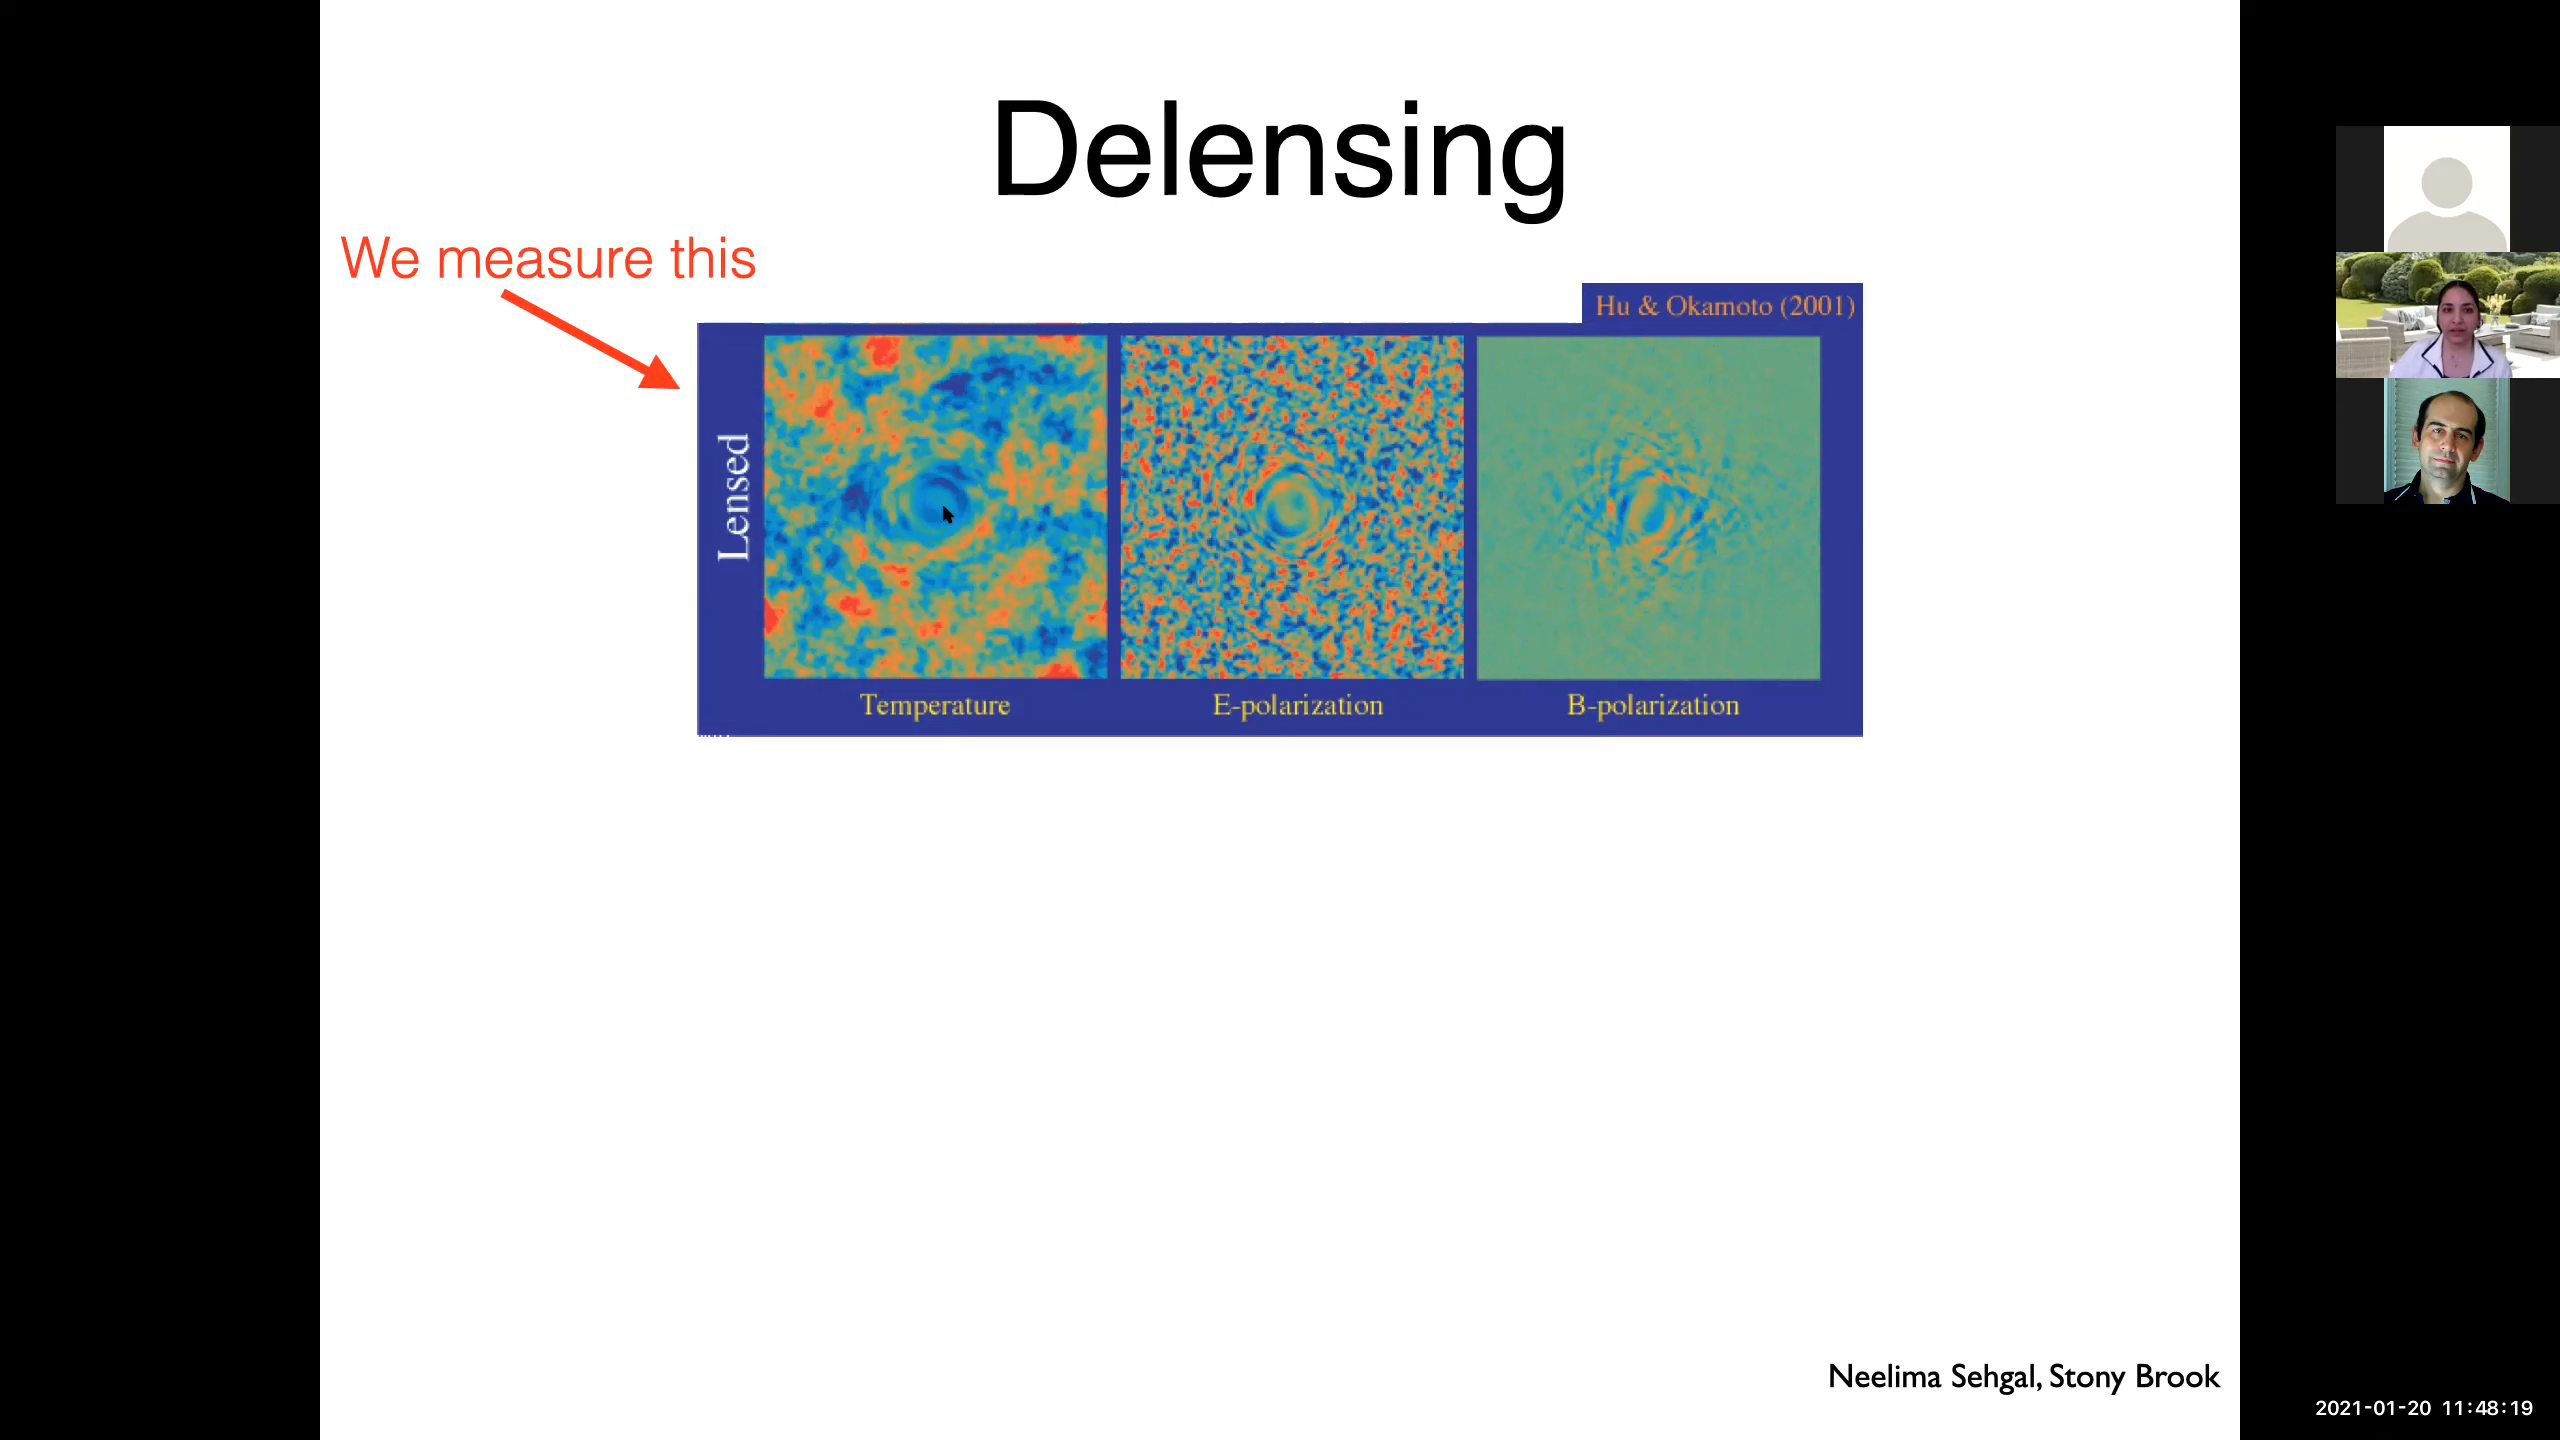 Delensing
We measure this
Hu & Okamoto (2001)
Lensed
Temperature
E-polarization
B-polarization
Neelima Sehgal, Stony Brook
2021-01-20 11:48:19